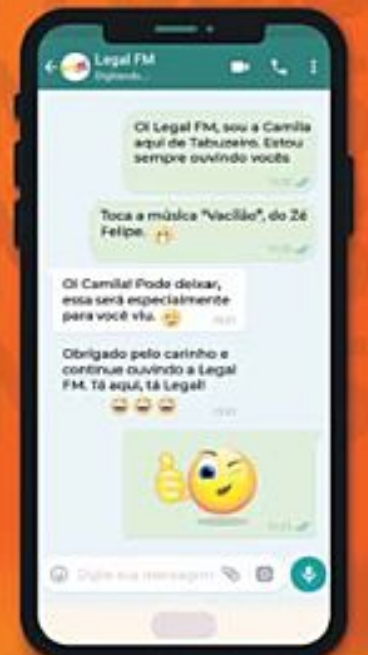 Legal FM
Digitando...
Oi Legal FM, sou a Camila
aqui de Tabuzeiro. Estou
sempre ouvindo vocês
Toca a música "Vacilão", do Zé
Felipe.
Oi Camila! Pode deixar,
essa será especialmente
para você viu.
Obrigado pelo carinho e
continue ouvindo a Legal
FM. Tá aqui, tá Legal!
Digite sua mensagem